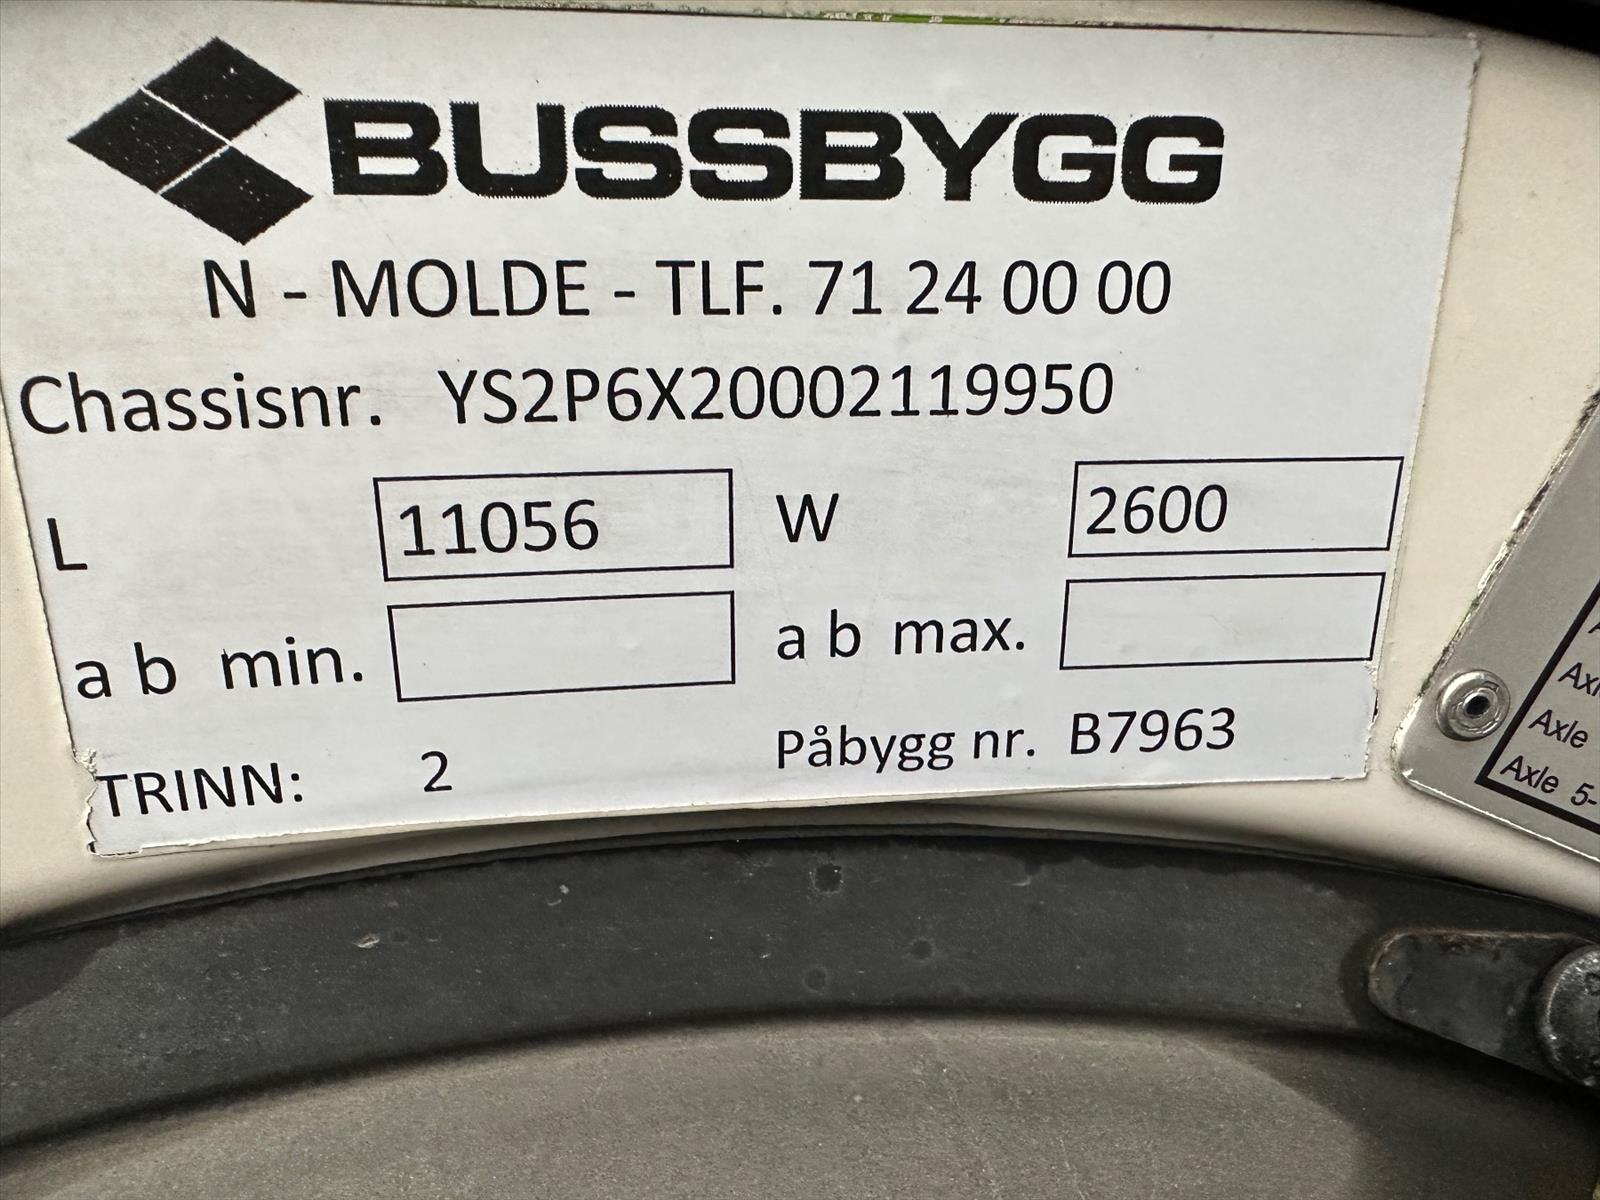 BUSSBYGG
N - MOLDE - TLF. 71 24 00 00
Chassisnr. YS2P6X20002119950
L 11056 W 2600
a b min. a b max.
TRINN: 2 Påbygg nr. B7963
Axle
Axle 5-